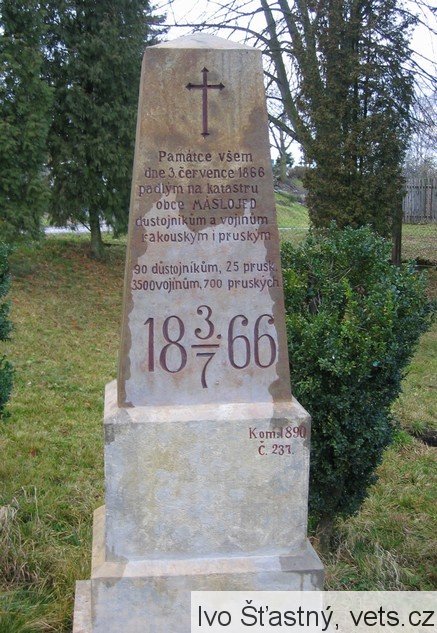 Památce všem
dne 3. července 1866
padlým na katastru
obce MÁSLOJED
důstojníkům a vojínům
rakouským i pruským
90 důstojníkům, 25 prusk.
3500 vojínům, 700 pruských
18 3/7 66
Kom. 1890
Č. 237.
Ivo Šťastný, vets.cz